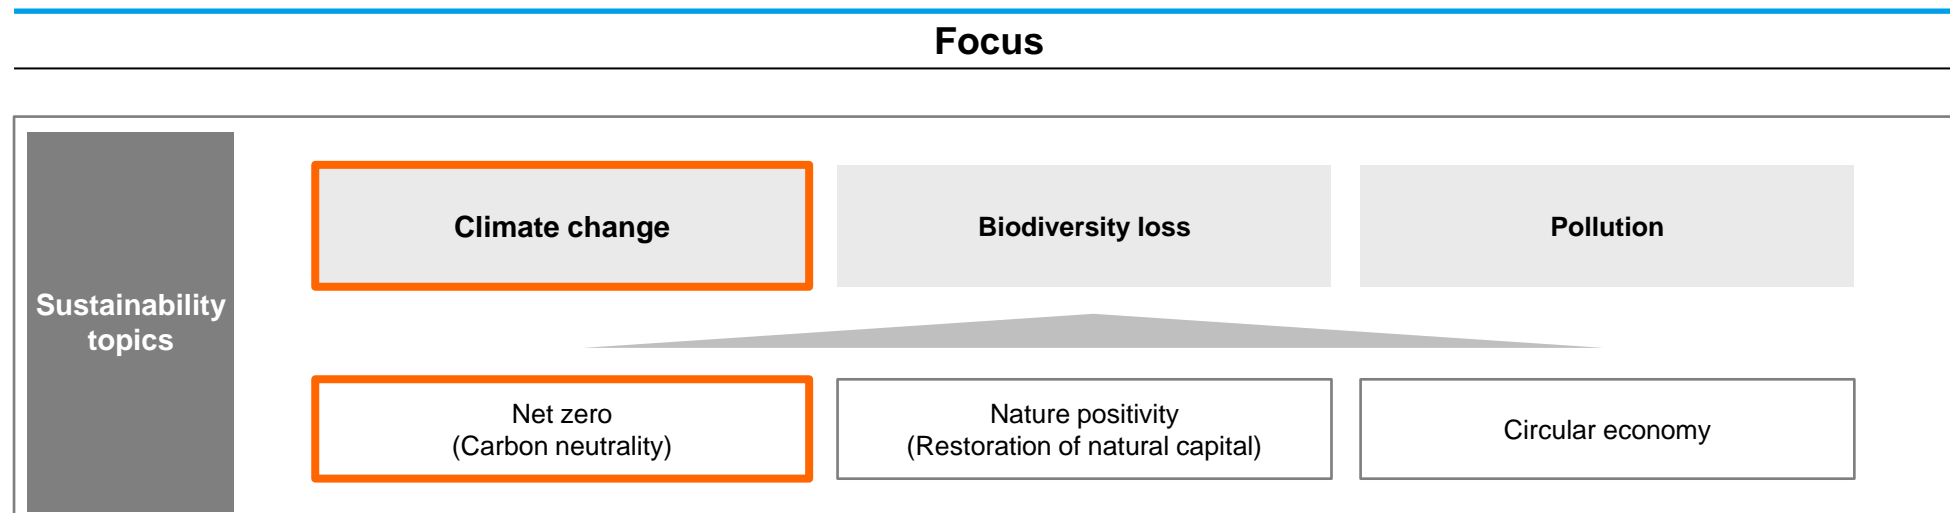 Focus
Sustainability
topics
Climate change
Biodiversity loss
Pollution
Net zero
(Carbon neutrality)
Nature positivity
(Restoration of natural capital)
Circular economy